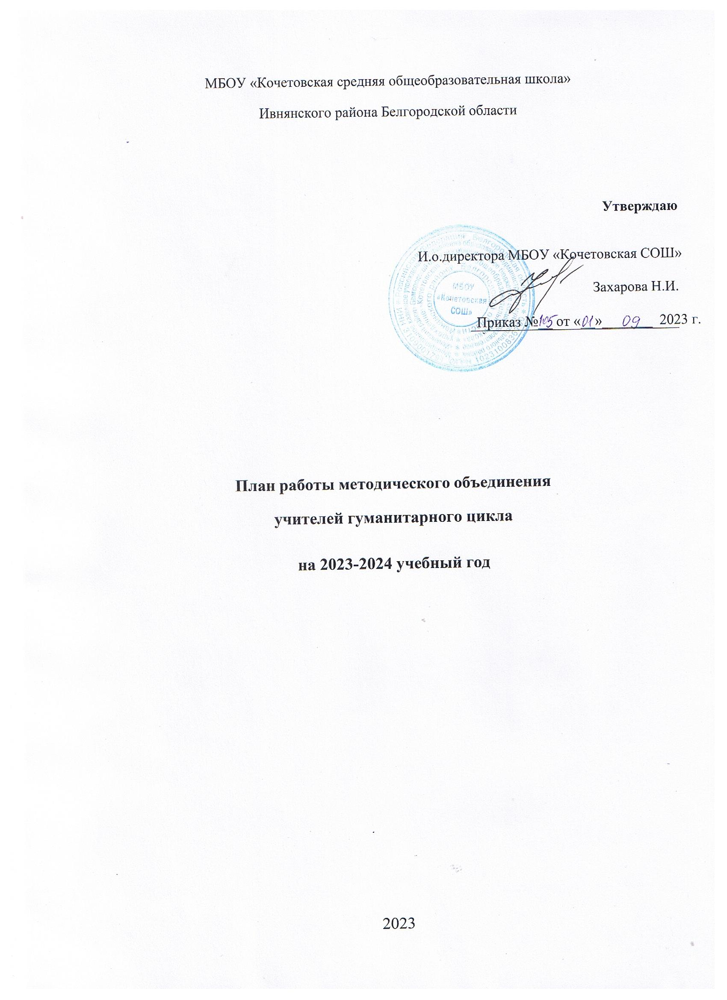 МБОУ «Кочетовская средняя общеобразовательная школа»
Ивнянского района Белгородской области
Утверждаю
И.о.директора МБОУ «Кочетовская СОШ»
Захарова Н.И.
Приказ №105 от «01» 09 2023 г.
МБОУ
«Кочетовская
СОШ»
План работы методического объединения
учителей гуманитарного цикла
на 2023-2024 учебный год
2023